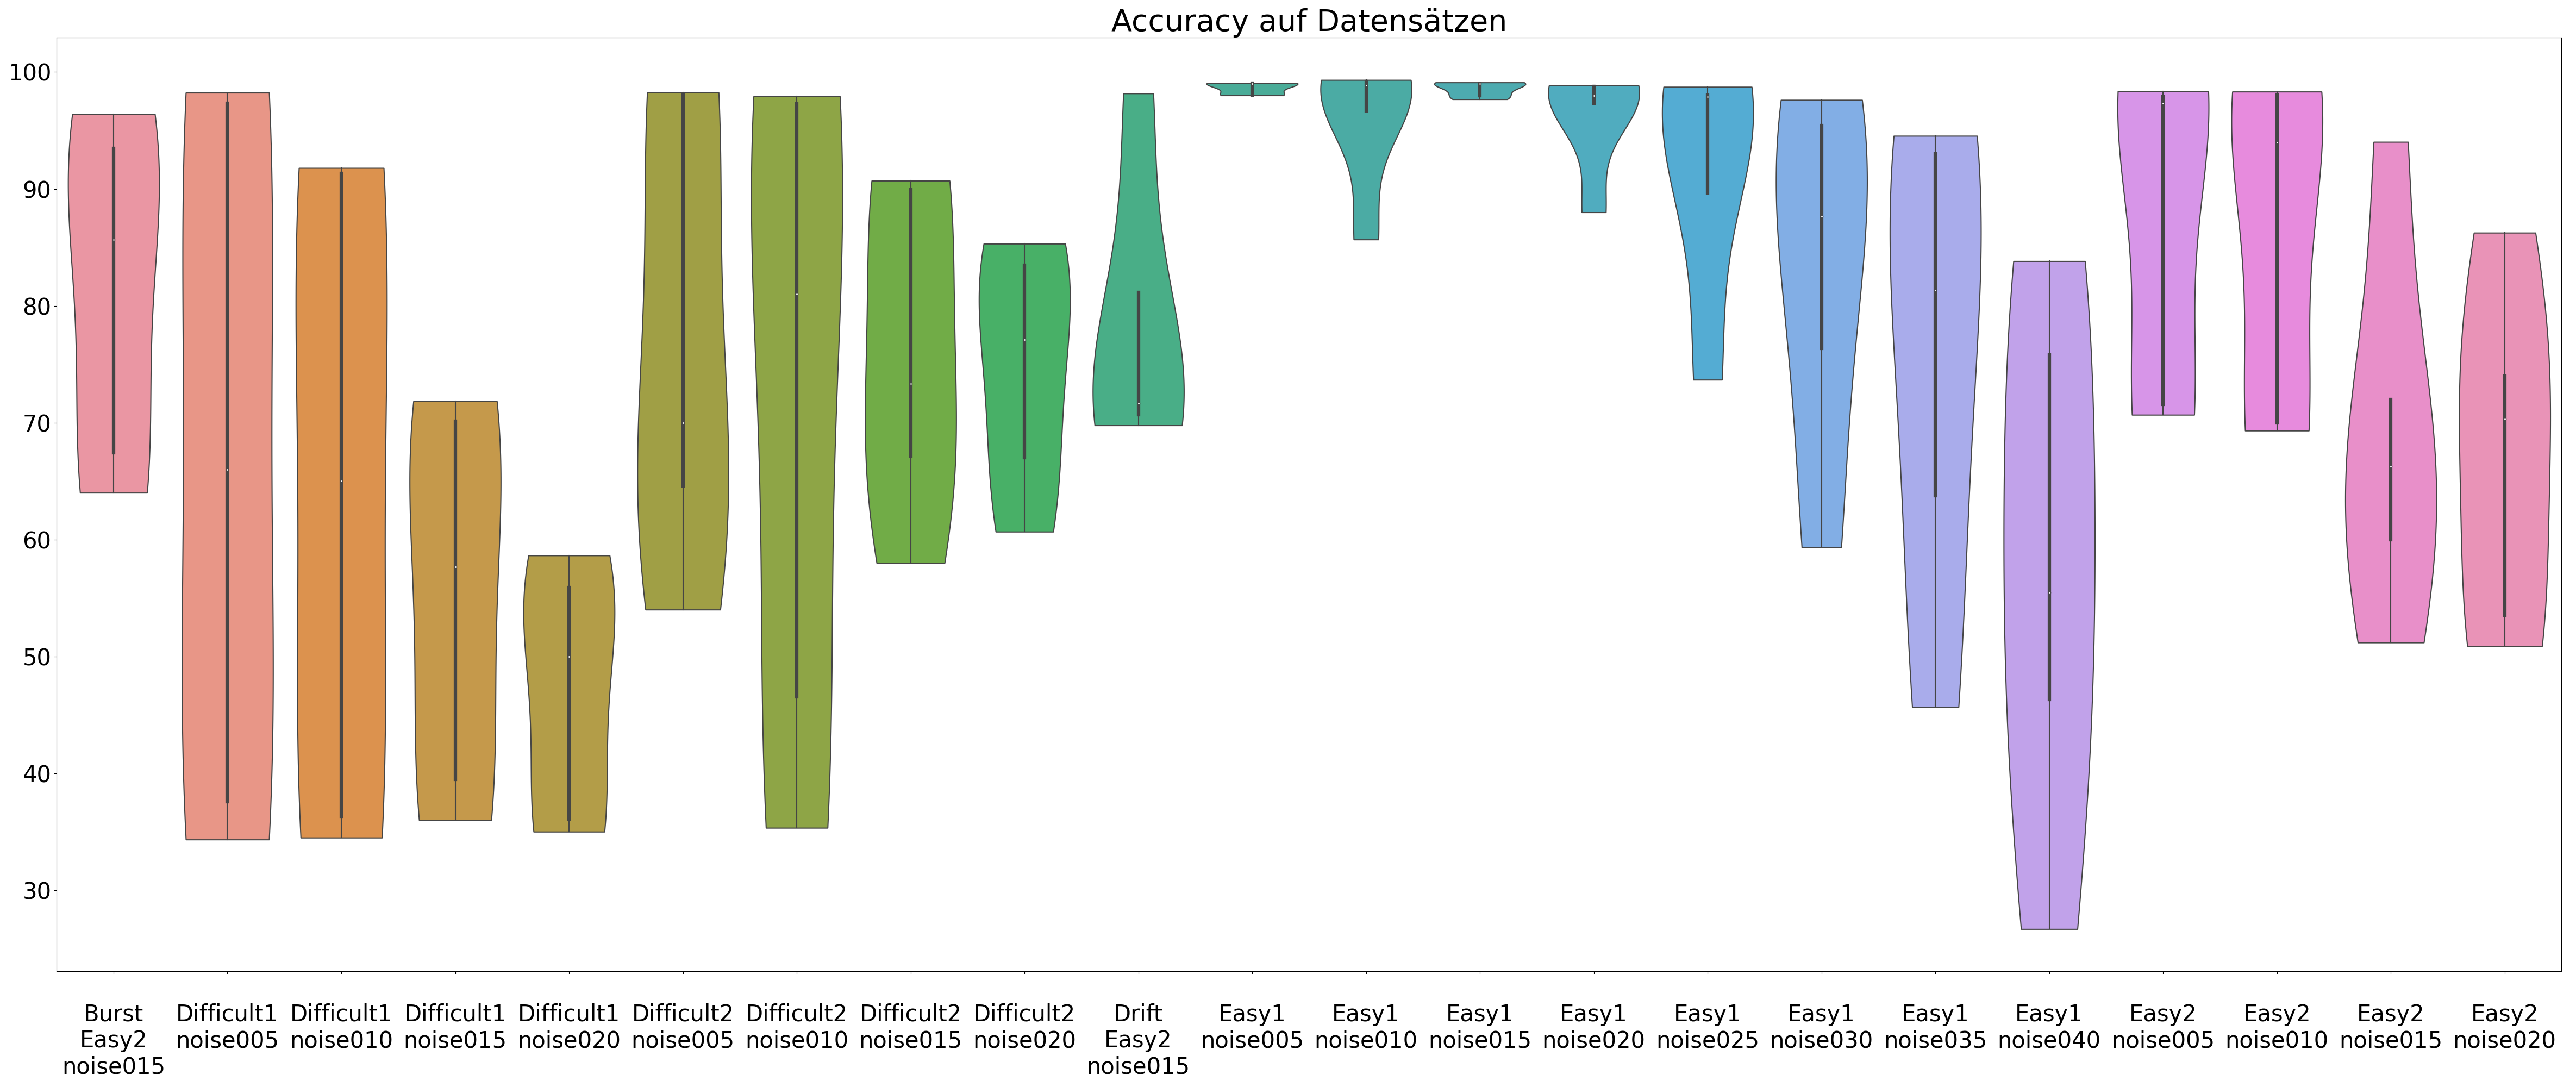 Accuracy auf Datensätzen
100
90
80
70
60
50
40
30
Burst
Easy2
noise015
Difficult1
noise005
Difficult1
noise010
Difficult1
noise015
Difficult1
noise020
Difficult2
noise005
Difficult2
noise010
Difficult2
noise015
Difficult2
noise020
Drift
Easy2
noise015
Easy1
noise005
Easy1
noise010
Easy1
noise015
Easy1
noise020
Easy1
noise025
Easy1
noise030
Easy1
noise035
Easy1
noise040
Easy2
noise005
Easy2
noise010
Easy2
noise015
Easy2
noise020